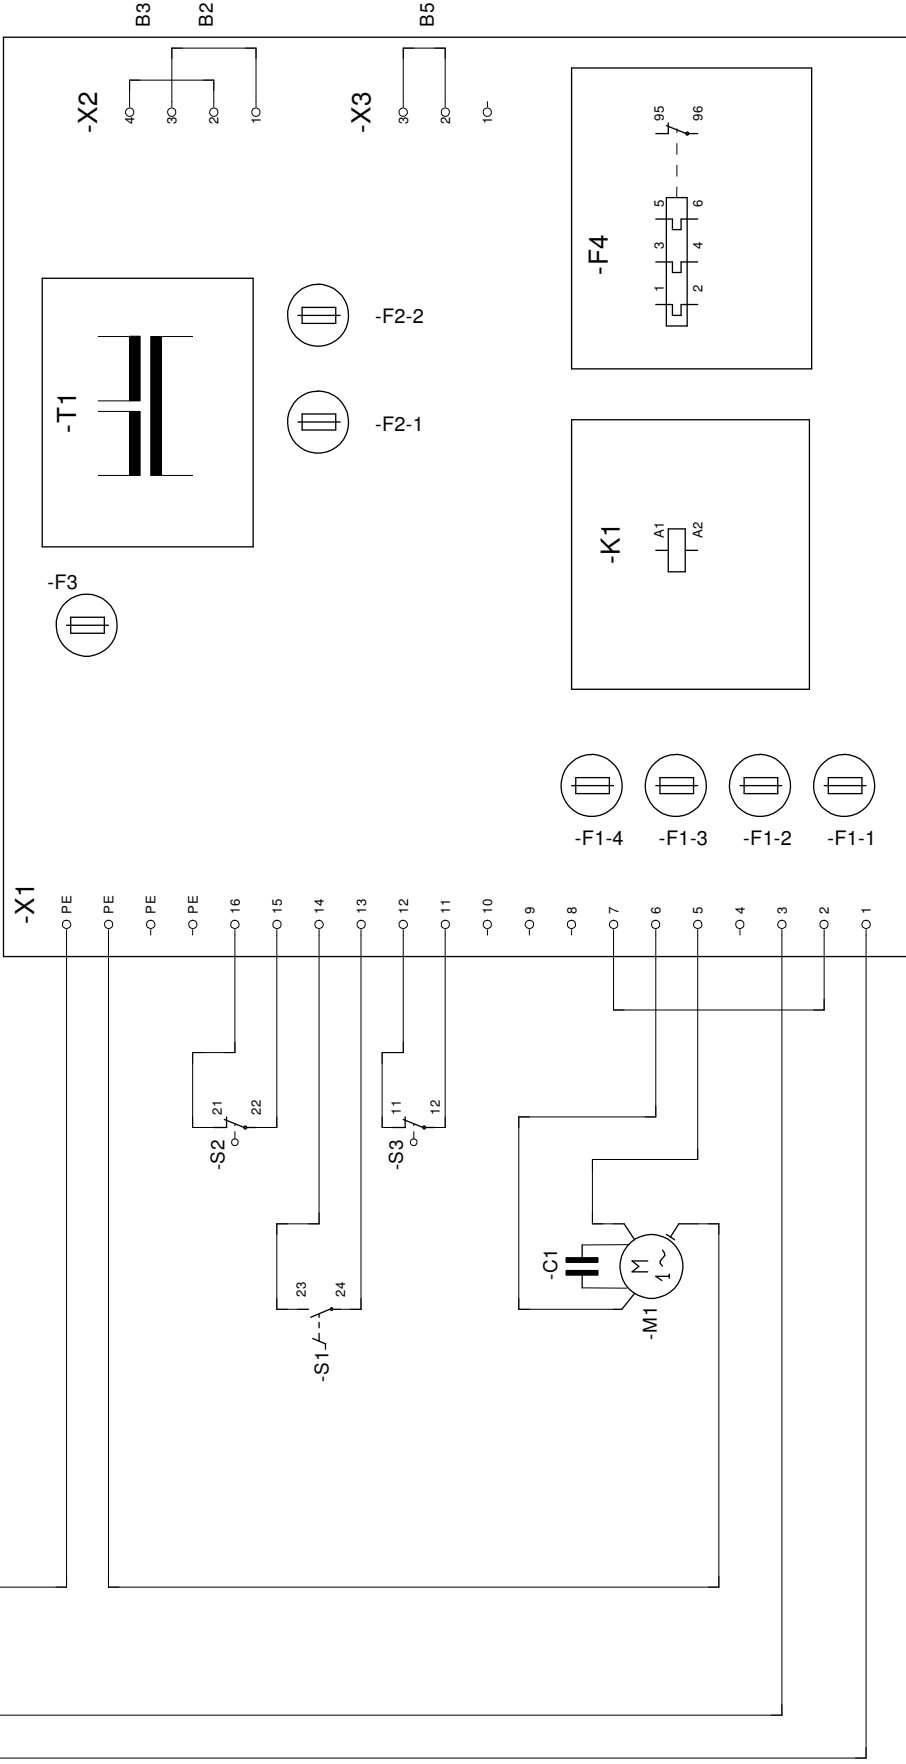 B3
B2
B5
-X2
4
3
2
1
-X3
3
2
1
-T1
-F2-2
-F2-1
-F3
-F4
1
3
5
2
4
6
95
96
-K1
A1
A2
-F1-4
-F1-3
-F1-2
-F1-1
-X1
PE
PE
PE
PE
16
15
14
13
12
11
10
9
8
7
6
5
4
3
2
1
-S2
21
22
-S3
11
12
-S1
23
24
-C1
M
1~
-M1